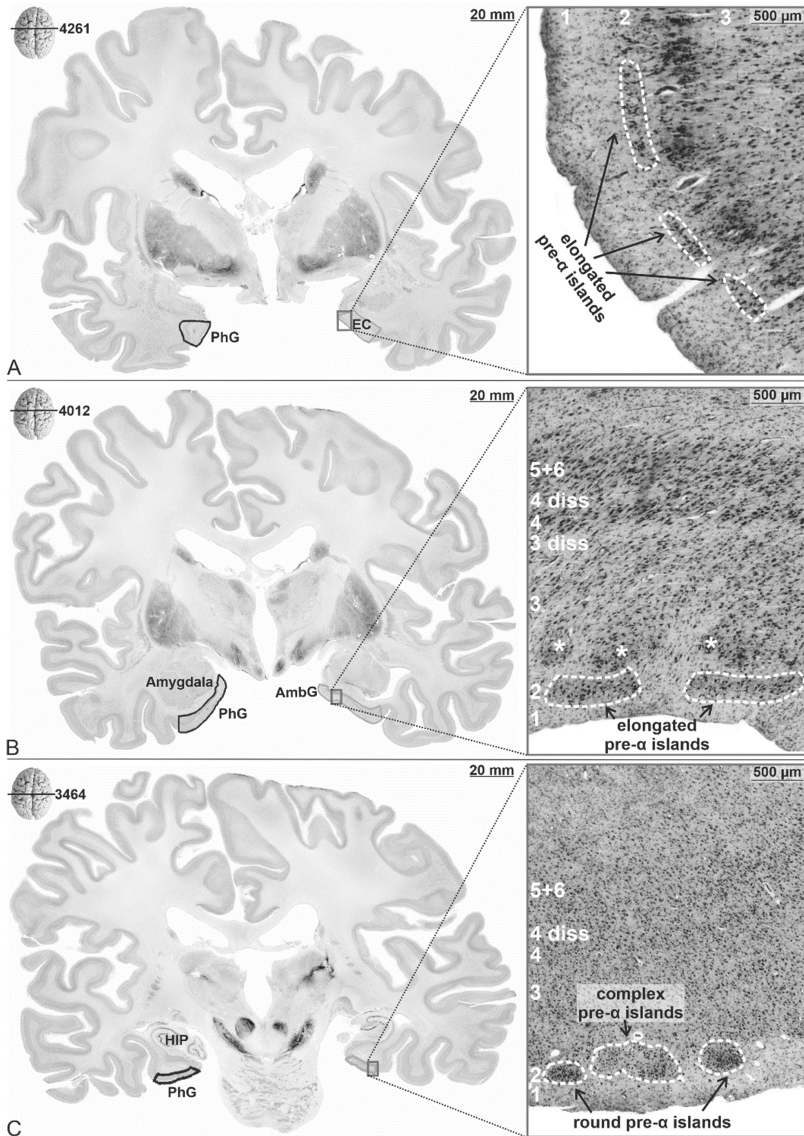 4261
20 mm
PhG
EC
A
500 µm
1 2 3
elongated
pre-α islands
4012
20 mm
Amygdala
PhG
AmbG
B
500 µm
5+6
4 diss
4
3 diss
3
*
*
*
2
1
elongated
pre-α islands
3464
20 mm
HIP
PhG
C
500 µm
5+6
4 diss
4
3
complex
pre-α islands
2
1
round pre-α islands